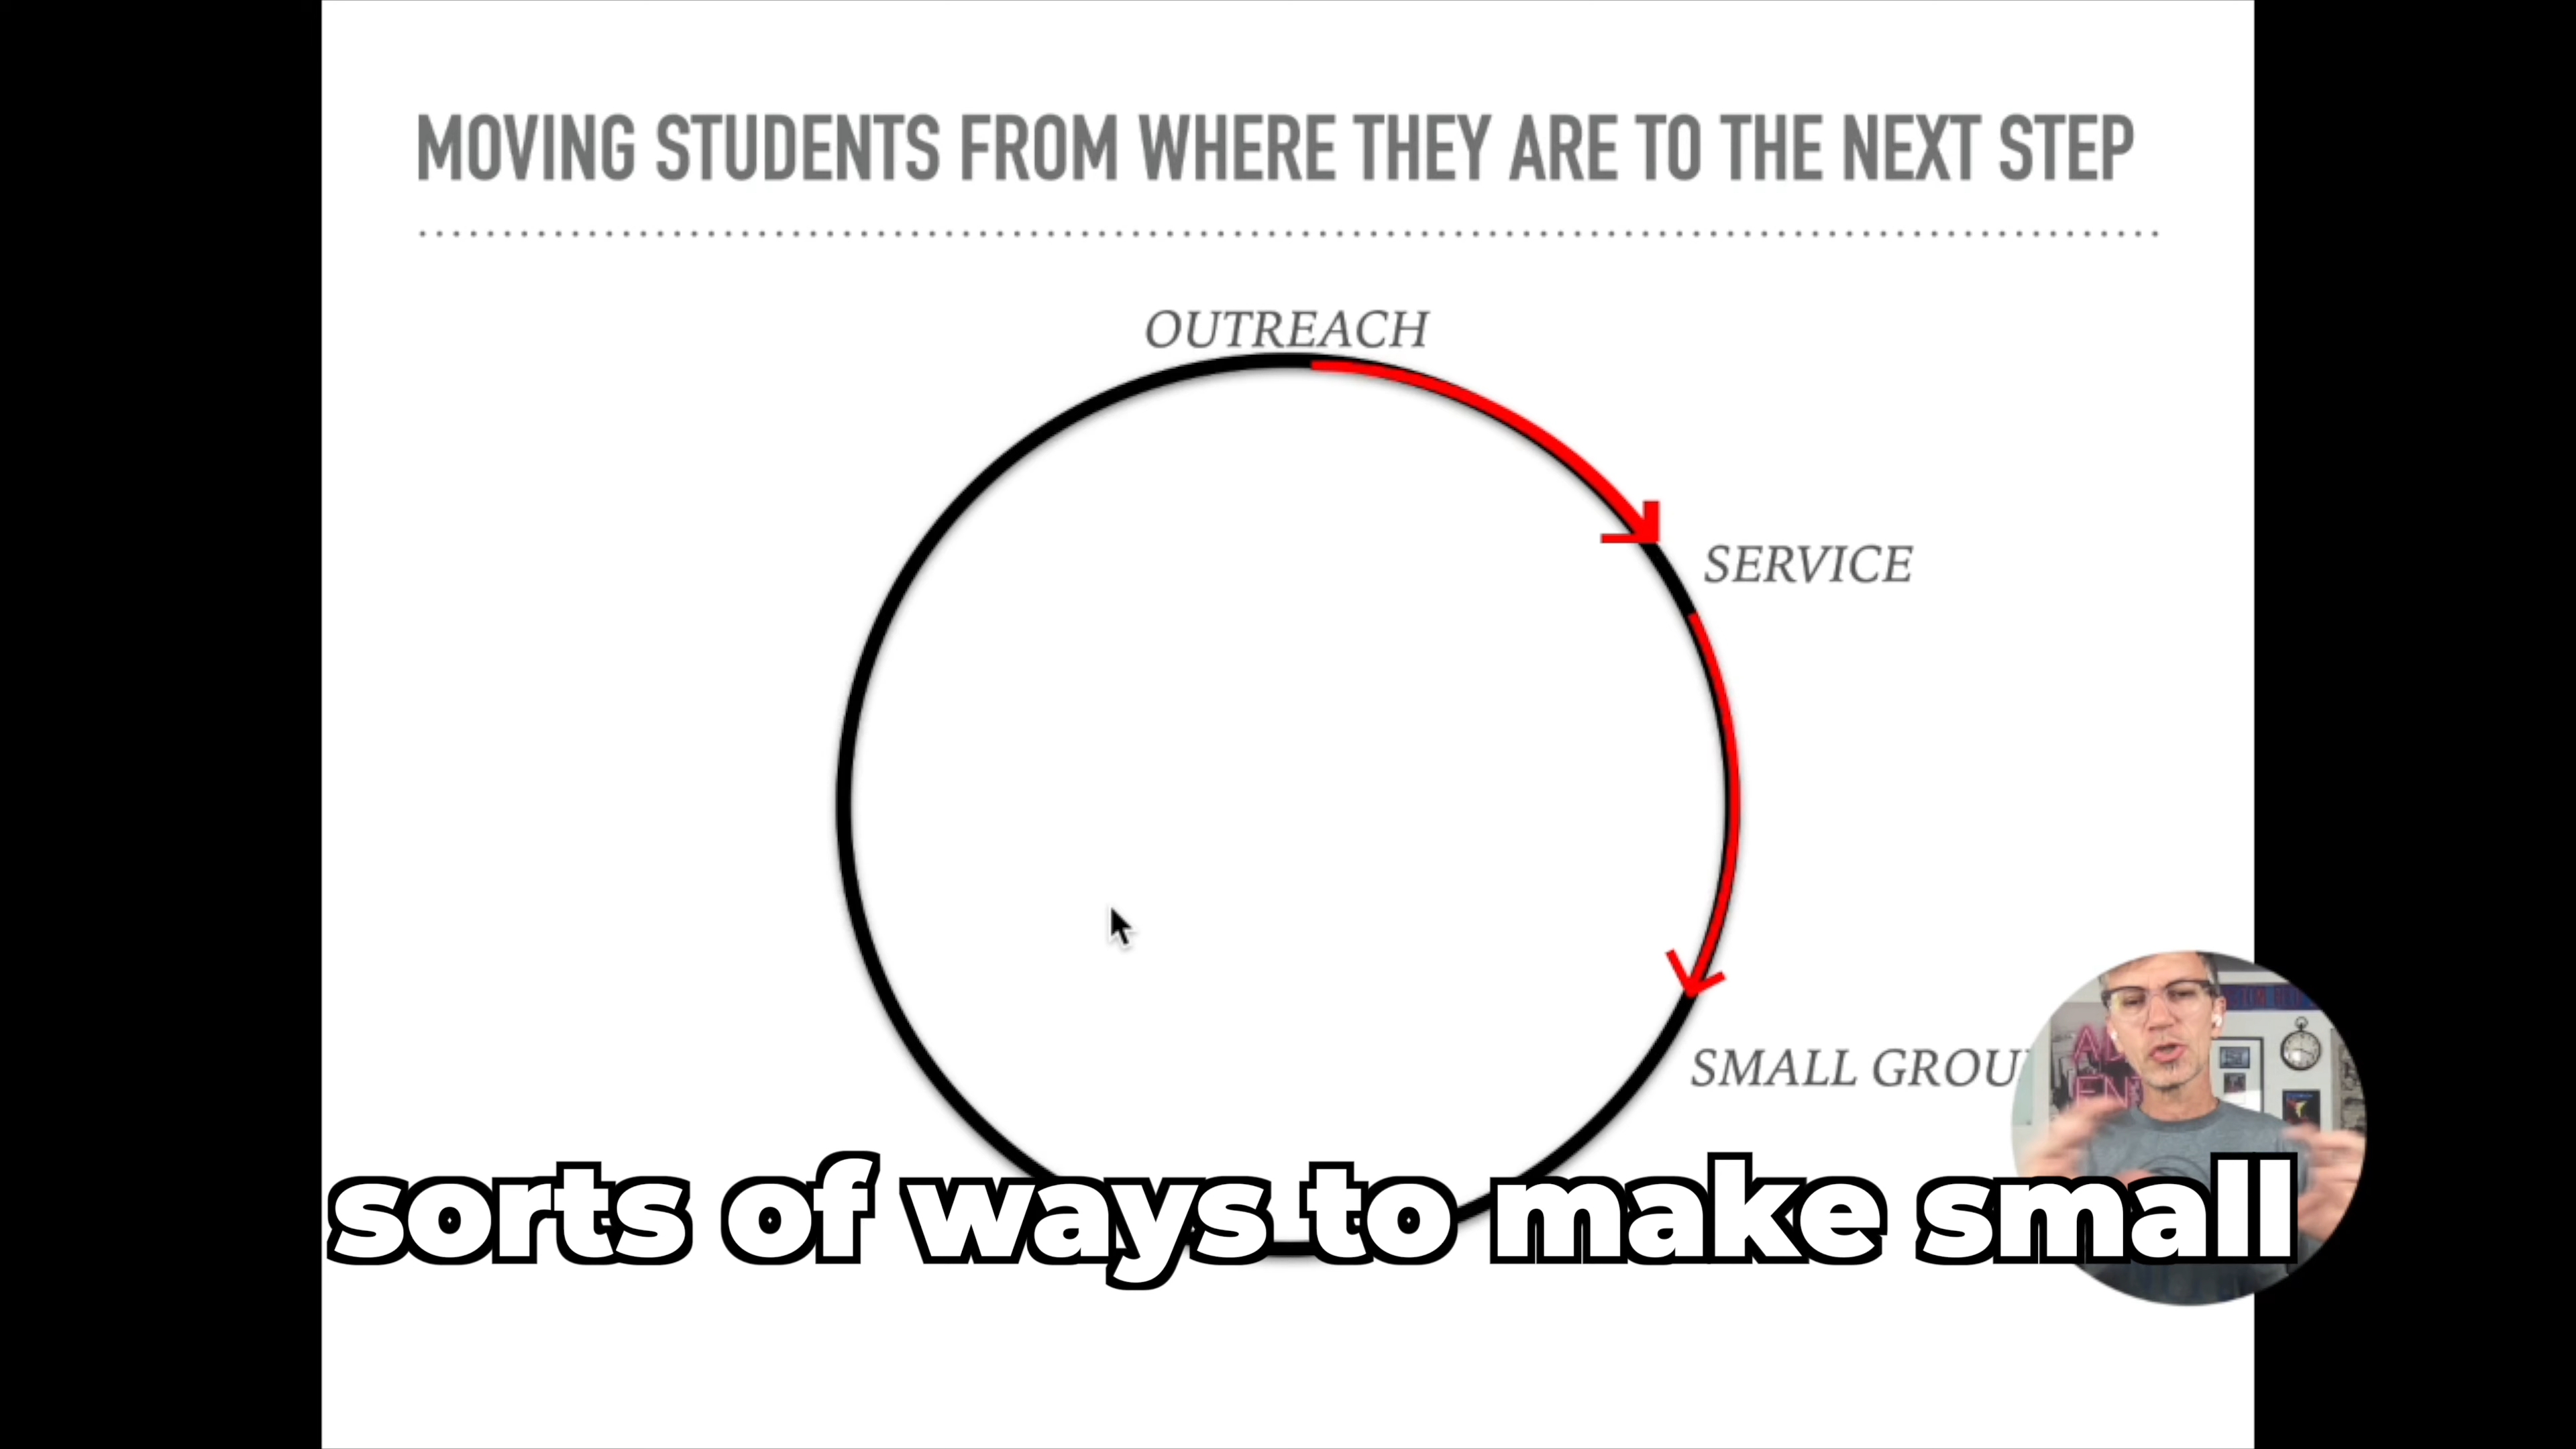 MOVING STUDENTS FROM WHERE THEY ARE TO THE NEXT STEP
OUTREACH
SERVICE
SMALL GROU
sorts of ways to make small